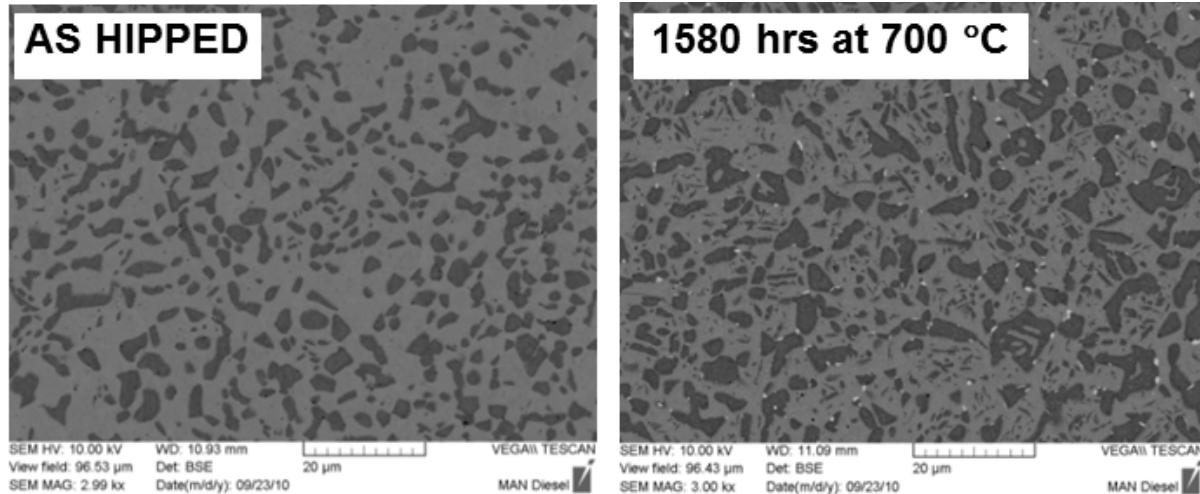 AS HIPPED
SEM HV: 10.00 kV WD: 10.93 mm VEGA\\ TESCAN
View field: 96.53 µm Det: BSE 20 µm
SEM MAG: 2.99 kx Date(m/d/y): 09/23/10 MAN Diesel
1580 hrs at 700 °C
SEM HV: 10.00 kV WD: 11.09 mm VEGA\\ TESCAN
View field: 96.43 µm Det: BSE 20 µm
SEM MAG: 3.00 kx Date(m/d/y): 09/23/10 MAN Diesel